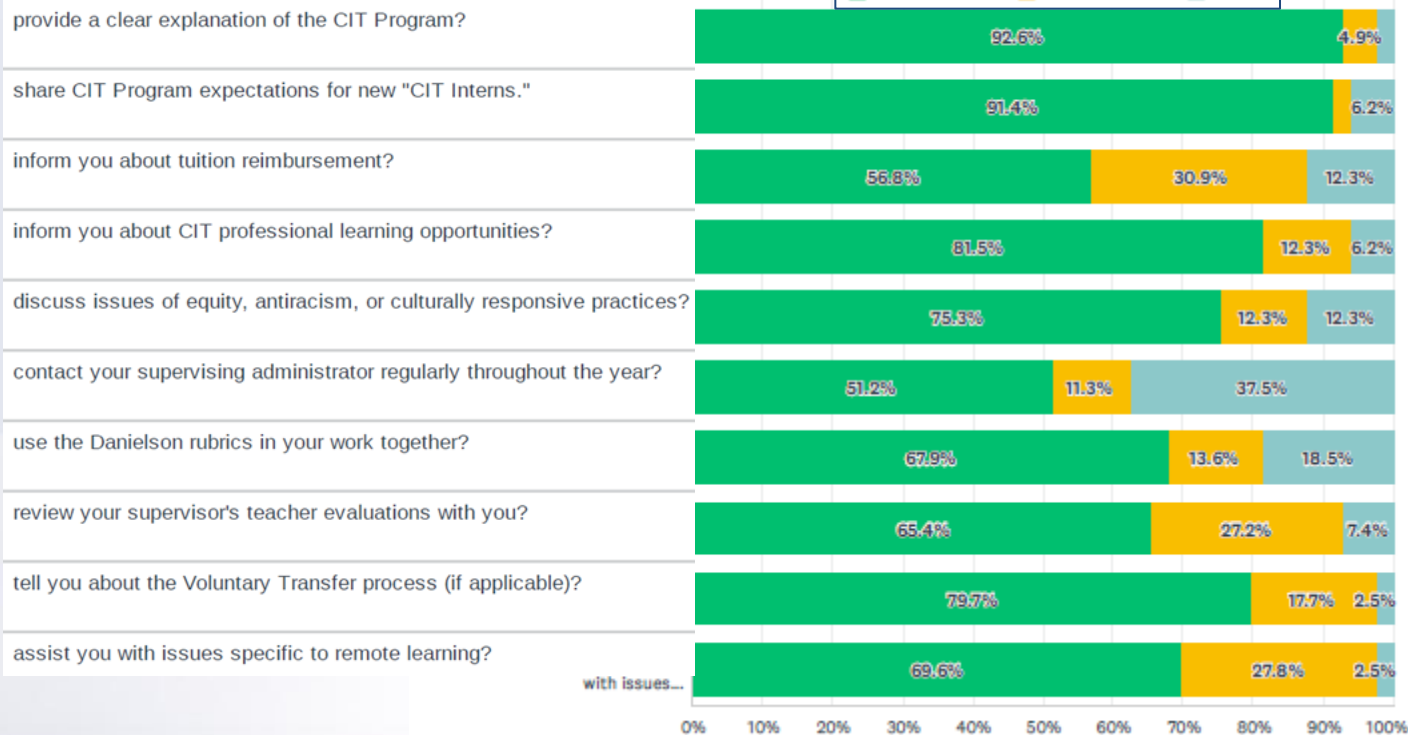 provide a clear explanation of the CIT Program?
92.6% 4.9%
share CIT Program expectations for new "CIT Interns."
91.4% 6.2%
inform you about tuition reimbursement?
56.8% 30.9% 12.3%
inform you about CIT professional learning opportunities?
81.5% 12.3% 6.2%
discuss issues of equity, antiracism, or culturally responsive practices?
75.3% 12.3% 12.3%
contact your supervising administrator regularly throughout the year?
51.2% 11.3% 37.5%
use the Danielson rubrics in your work together?
67.9% 13.6% 18.5%
review your supervisor's teacher evaluations with you?
65.4% 27.2% 7.4%
tell you about the Voluntary Transfer process (if applicable)?
79.7% 17.7% 2.5%
assist you with issues specific to remote learning?
69.6% 27.8% 2.5%
with issues...
0% 10% 20% 30% 40% 50% 60% 70% 80% 90% 100%